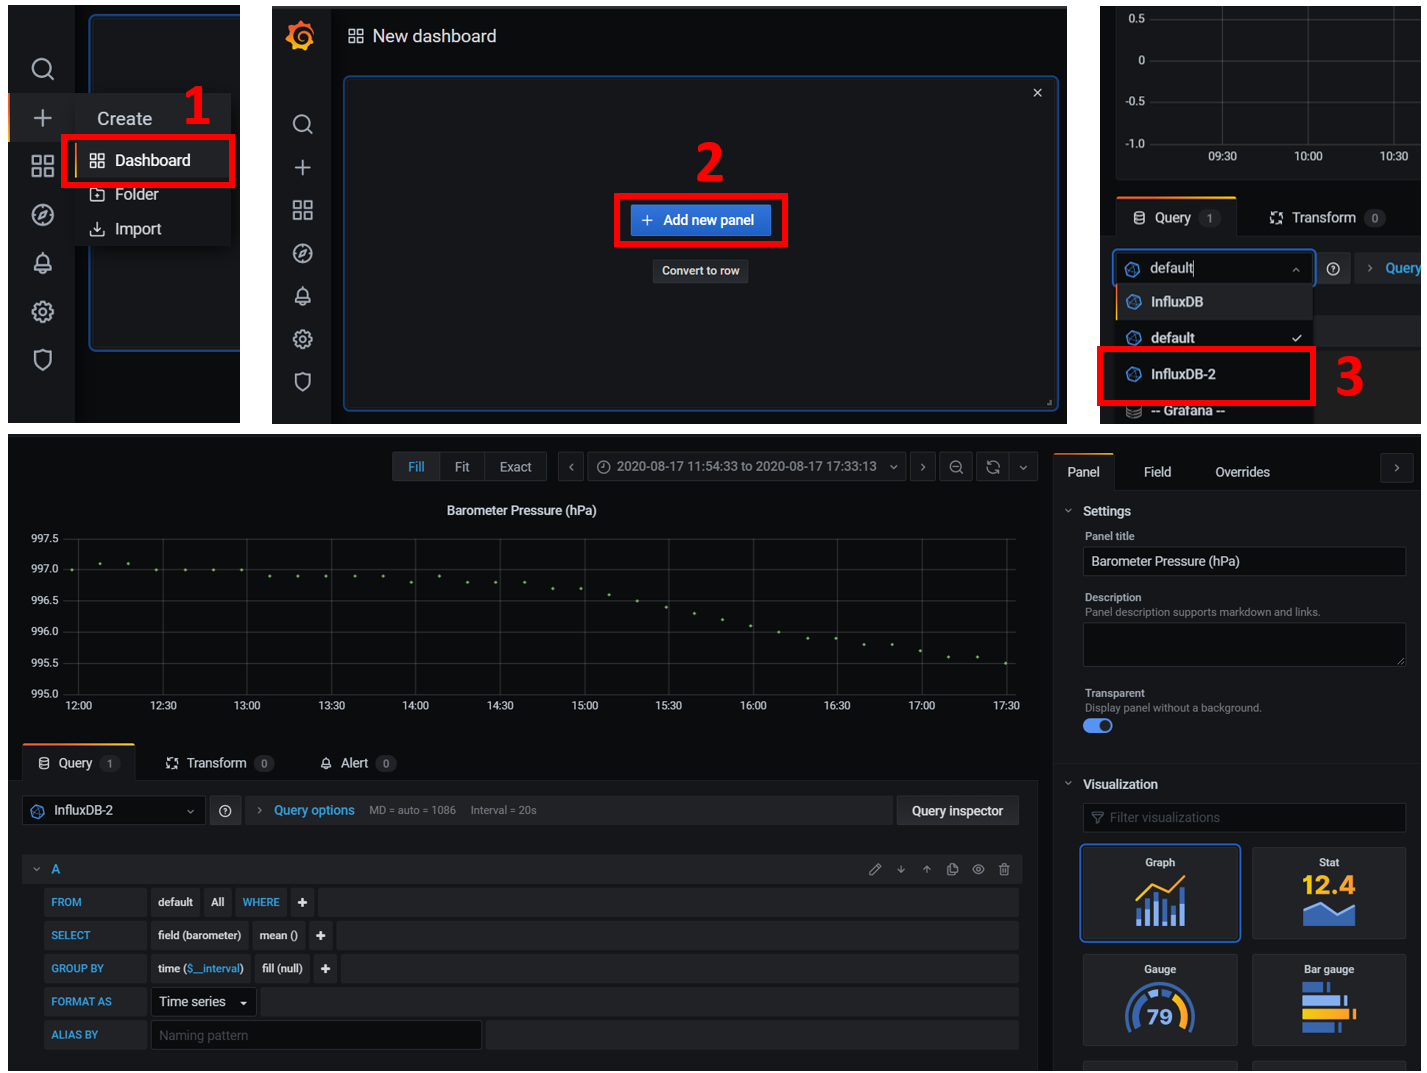 1
Create
Dashboard
Folder
Import
New dashboard
2
+ Add new panel
Convert to row
0.5
0
-0.5
-1.0
09:30 10:00 10:30
Query 1 Transform 0
default
Query
InfluxDB
default
InfluxDB-2
3
-- Grafana --
Fill Fit Exact 2020-08-17 11:54:33 to 2020-08-17 17:33:13
Barometer Pressure (hPa)
997.5
997.0
996.5
996.0
995.5
995.0
12:00 12:30 13:00 13:30 14:00 14:30 15:00 15:30 16:00 16:30 17:00 17:30
Query 1 Transform 0 Alert 0
InfluxDB-2 Query options MD = auto = 1086 Interval = 20s Query inspector
A
FROM default All WHERE +
SELECT field (barometer) mean () +
GROUP BY time ($__interval) fill (null) +
FORMAT AS Time series
ALIAS BY Naming pattern
Panel Field Overrides
Settings
Panel title
Barometer Pressure (hPa)
Description
Panel description supports markdown and links.
Transparent
Display panel without a background.
Visualization
Filter visualizations
Graph Stat
12.4
Gauge Bar gauge
79